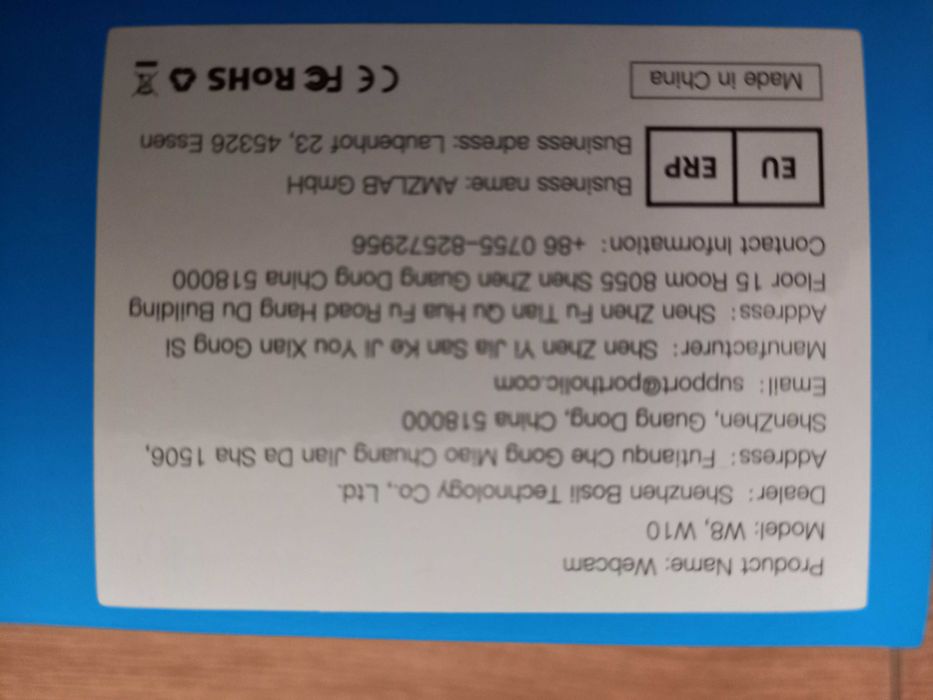 Product Name: Webcam
Model: W8, W10
Dealer: Shenzhen Bosli Technology Co., Ltd.
Address: Futianqu Che Gong Miao Chuang Jian Da Sha 1506,
ShenZhen, Guang Dong, China 518000
Email: support@portholic.com
Manufacturer: Shen Zhen Yi Jia San Ke Ji You Xian Gong Si
Address: Shen Zhen Fu Tian Qu Hua Fu Road Hang Du Building
Floor 15 Room 8055 Shen Zhen Guang Dong China 518000
Contact Information: +86 0755-82572956
EU ERP
Business name: AMZLAB GmbH
Business adress: Laubenhof 23, 45326 Essen
Made in China
CE FC RoHS